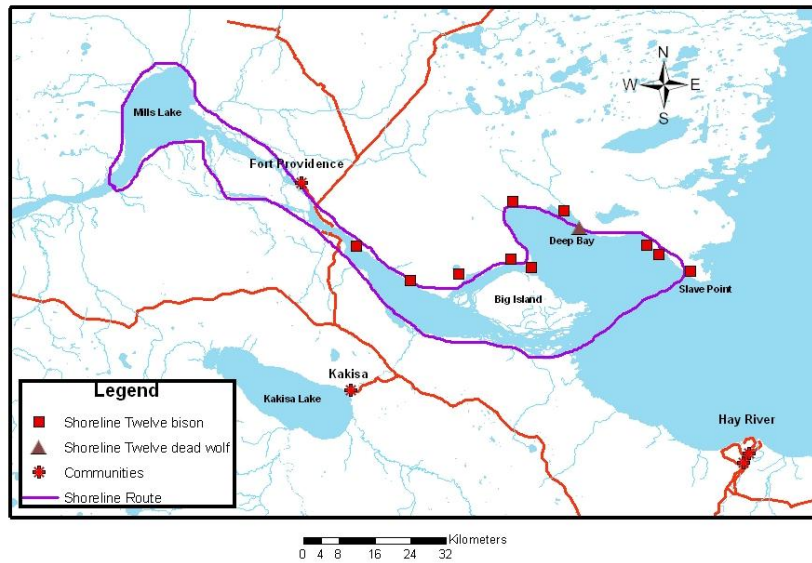 N
W E
S
Mills Lake
Fort Providence
Deep Bay
Slave Point
Big Island
Kakisa
Kakisa Lake
Hay River
Legend
Shoreline Twelve bison
Shoreline Twelve dead wolf
Communities
Shoreline Route
Kilometers
0 4 8 16 24 32